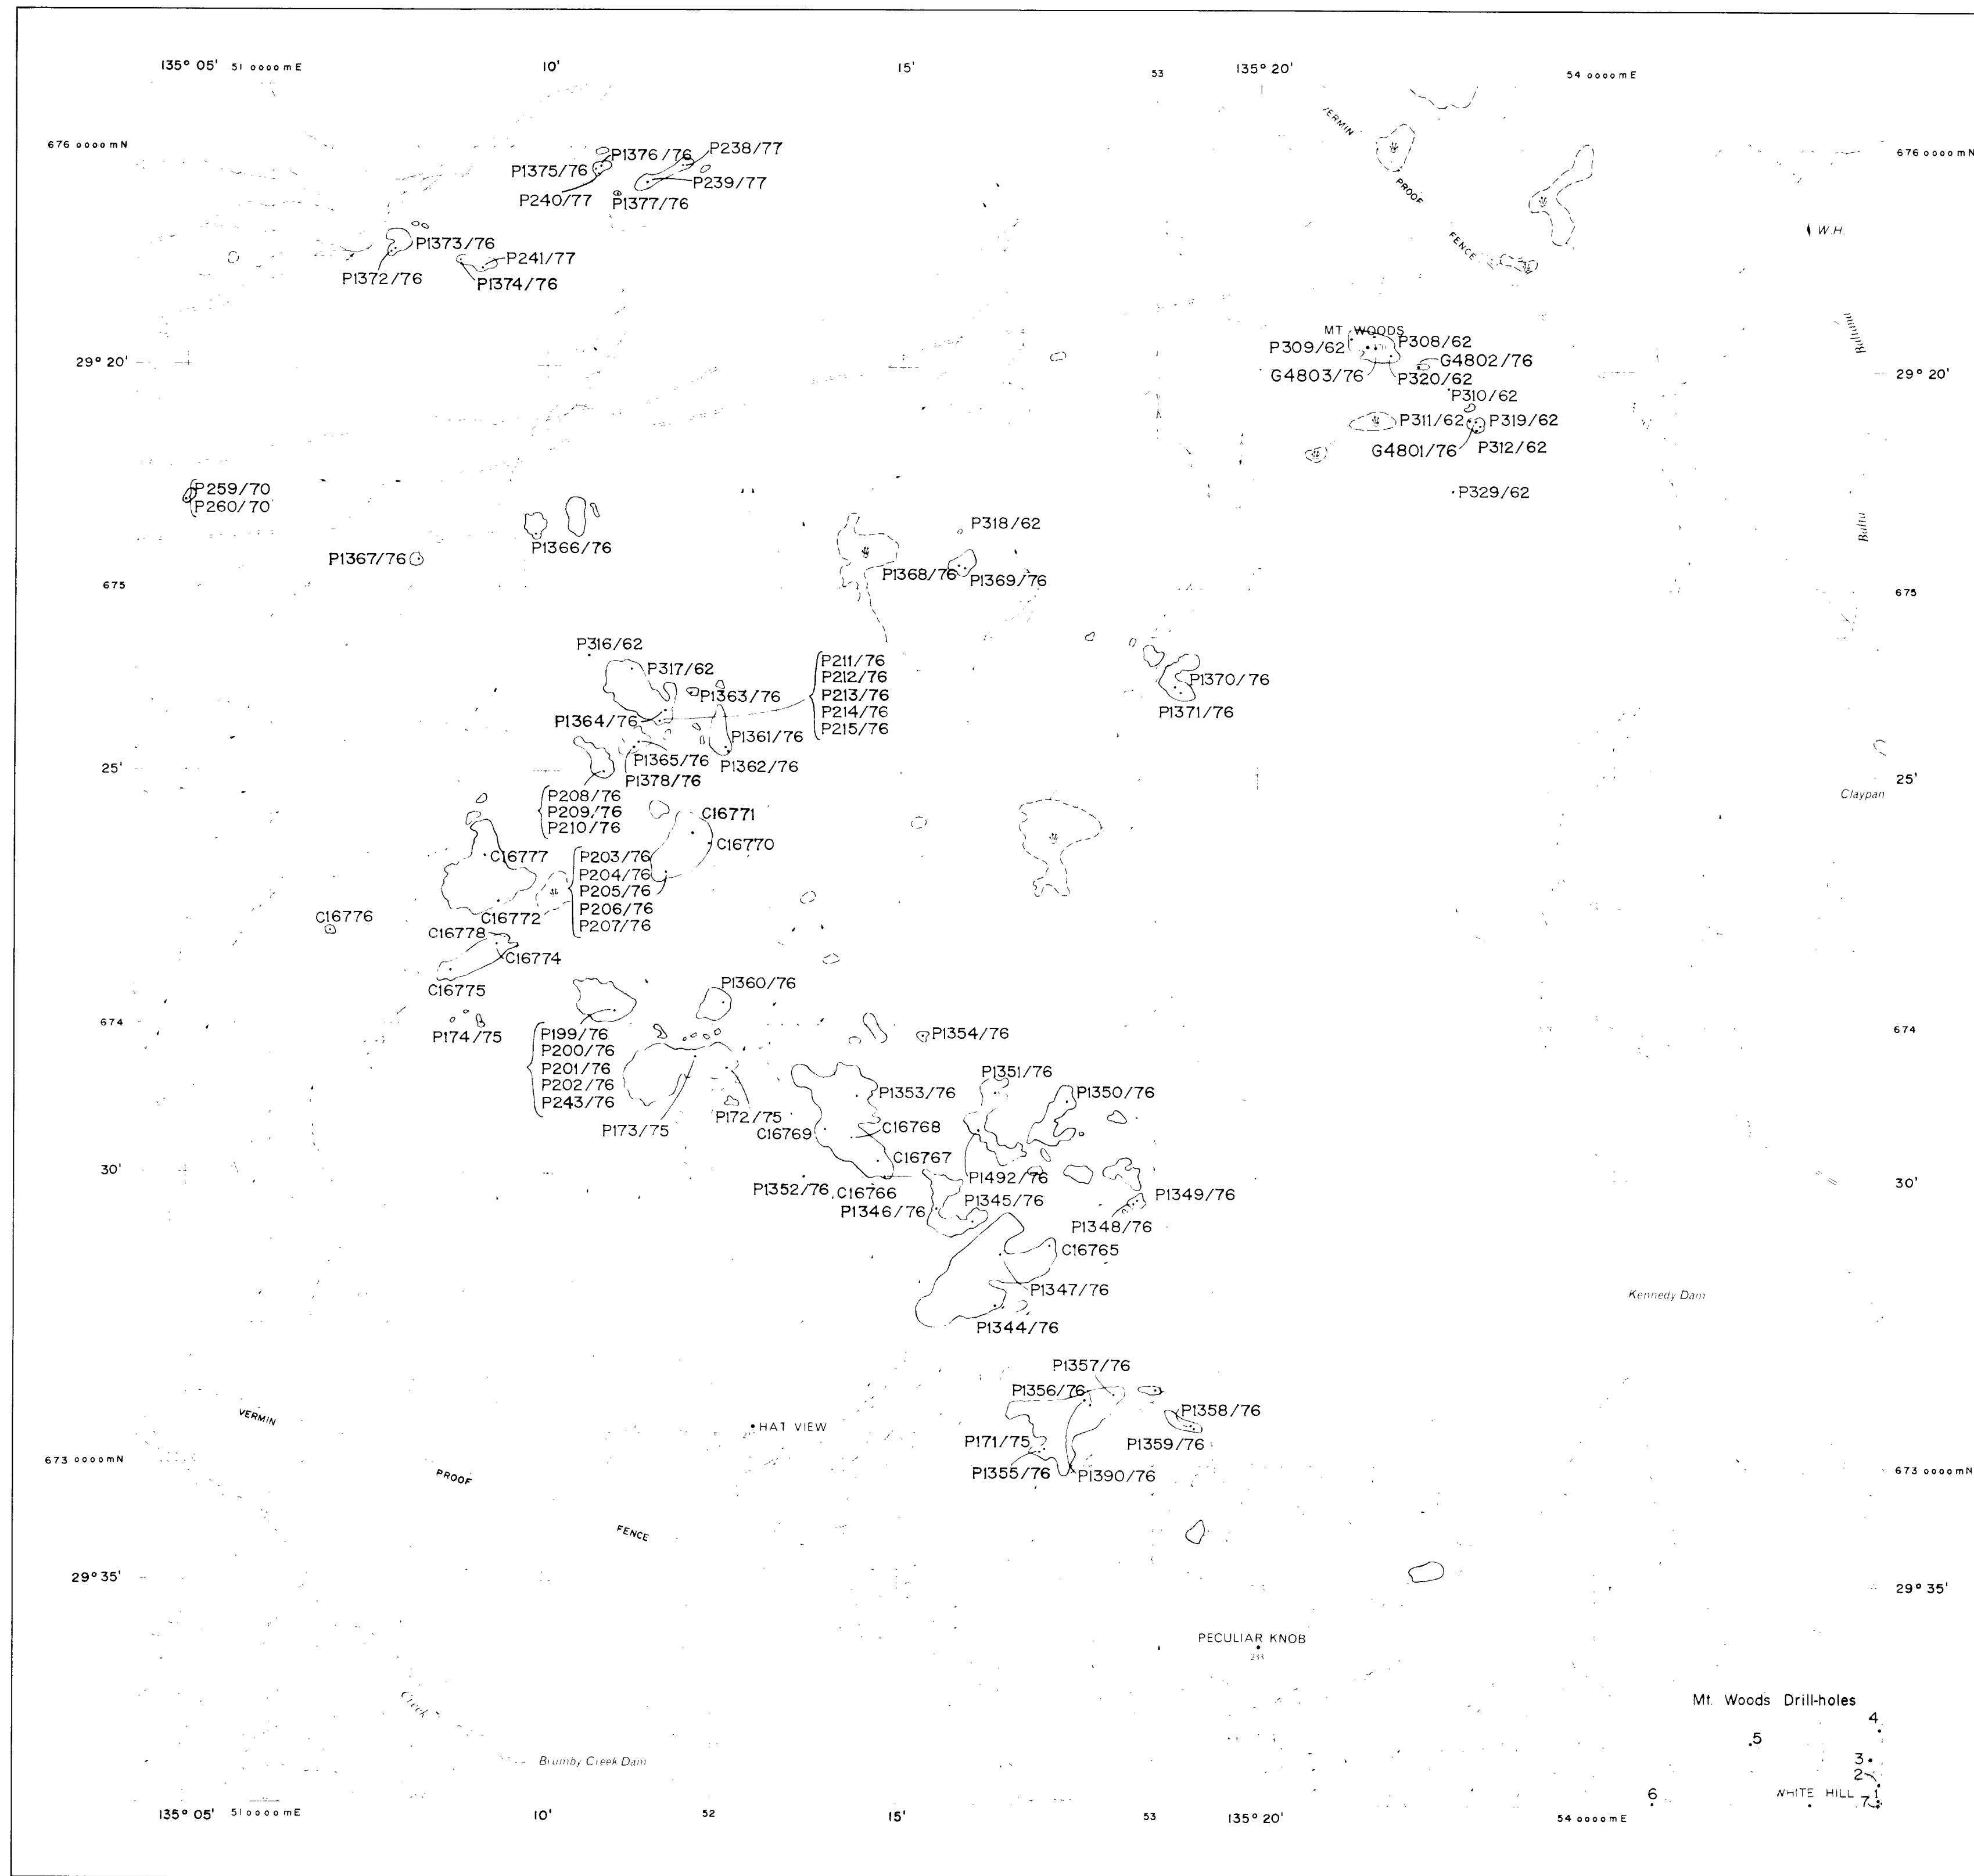 135° 05' 51 0000mE
10'
15'
53
135° 20'
54 0000mE
676 0000mN
676 0000mN
VERMIN
PROOF
FENCE
W.H.
P1376/76
P238/77
P1375/76
P239/77
P240/77
P1377/76
P1373/76
P241/77
P1372/76
P1374/76
MT WOODS
P309/62
P308/62
G4802/76
G4803/76
P320/62
P310/62
P311/62
P319/62
G4801/76
P312/62
P329/62
29° 20'
29° 20'
P259/70
P260/70
P1366/76
P1367/76
P318/62
P1368/76
P1369/76
675
675
P316/62
P317/62
P1363/76
P211/76
P212/76
P213/76
P214/76
P215/76
P1364/76
P1361/76
P1365/76
P1362/76
P1378/76
P1370/76
P1371/76
25'
25'
Claypan
P208/76
P209/76
P210/76
C16771
C16770
C16777
P203/76
P204/76
P205/76
P206/76
P207/76
C16776
C16772
C16778
C16774
C16775
P1360/76
674
674
P174/75
P199/76
P200/76
P201/76
P202/76
P243/76
P1354/76
P1351/76
P1353/76
P1350/76
P172/75
P173/75
C16769
C16768
C16767
30'
30'
P1352/76
C16766
P1492/76
P1346/76
P1345/76
P1349/76
P1348/76
C16765
P1347/76
Kennedy Dam
P1344/76
P1357/76
P1356/76
P1358/76
VERMIN
HAT VIEW
P171/75
P1359/76
673 0000mN
673 0000mN
PROOF
P1355/76
P1390/76
FENCE
29° 35'
29° 35'
PECULIAR KNOB
233
Creek
Mt. Woods Drill-holes
4
5
3
2
Brumby Creek Dam
6
WHITE HILL
1
7
135° 05' 51 0000mE
10'
52
15'
53
135° 20'
54 0000mE